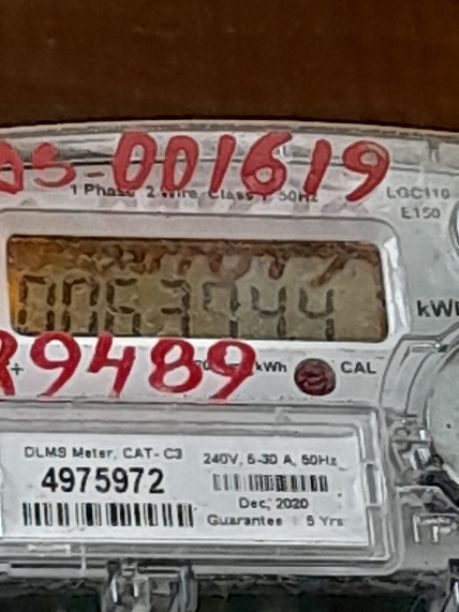 DS-001619
1 Phase 2 Wire Class 1 50Hz
LGC110
E150
kWh
R9489
kWh
CAL
DLMS Meter, CAT- C3
4975972
240V, 5-30 A, 50Hz
Dec, 2020
Guarantee : 5 Yrs